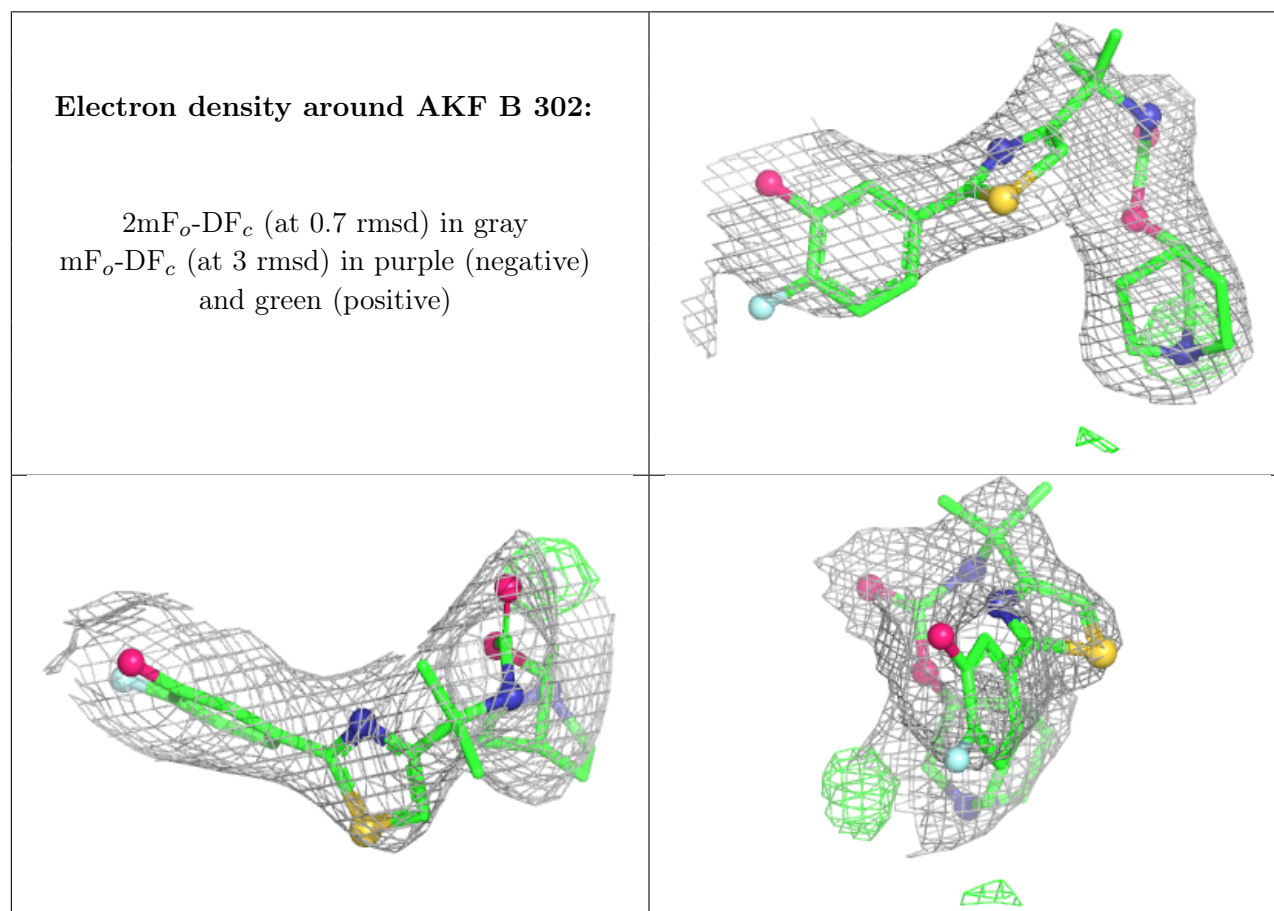 Electron density around AKF B 302:
2mFo-DFc (at 0.7 rmsd) in gray
mFo-DFc (at 3 rmsd) in purple (negative)
and green (positive)